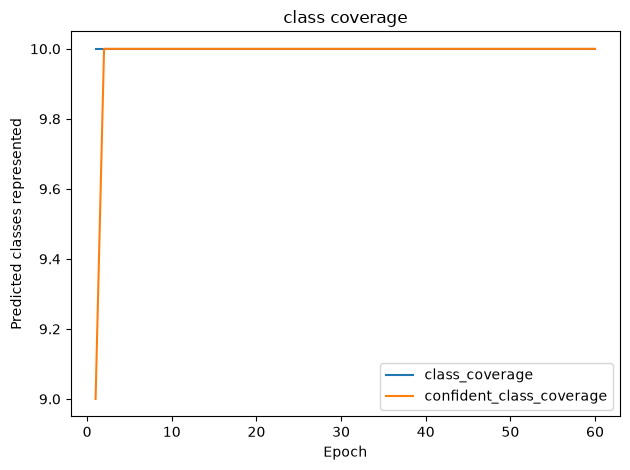 class coverage
Predicted classes represented
10.0
9.8
9.6
9.4
9.2
9.0
0 10 20 30 40 50 60
Epoch
class_coverage
confident_class_coverage